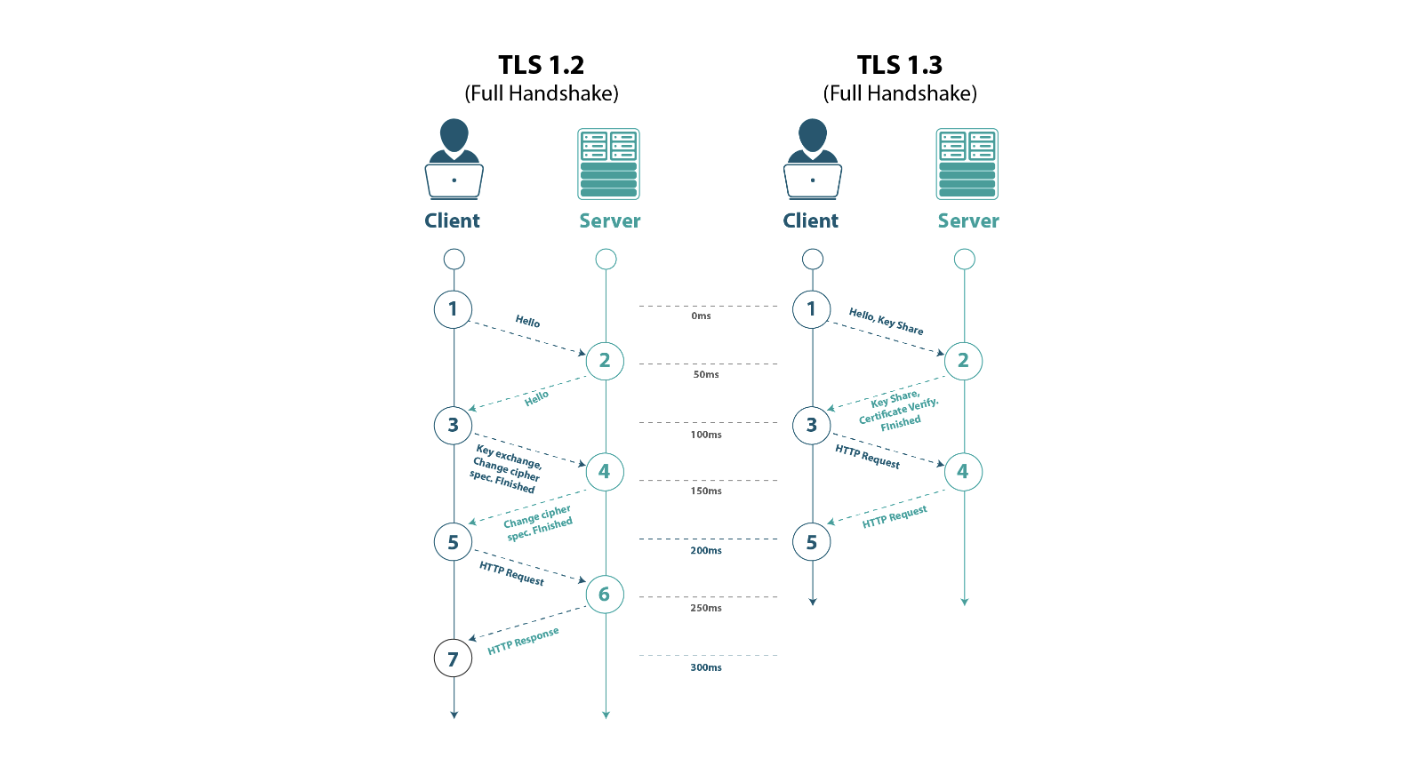 TLS 1.2
(Full Handshake)
Client
Server
1
Hello
2
Hello
3
Key exchange,
Change cipher
spec. FInished
4
Change cipher
spec. FInished
5
HTTP Request
6
HTTP Response
7
0ms
50ms
100ms
150ms
200ms
250ms
300ms
TLS 1.3
(Full Handshake)
Client
Server
1
Hello, Key Share
2
Key Share,
Certificate Verify.
FInished
3
HTTP Request
4
HTTP Request
5